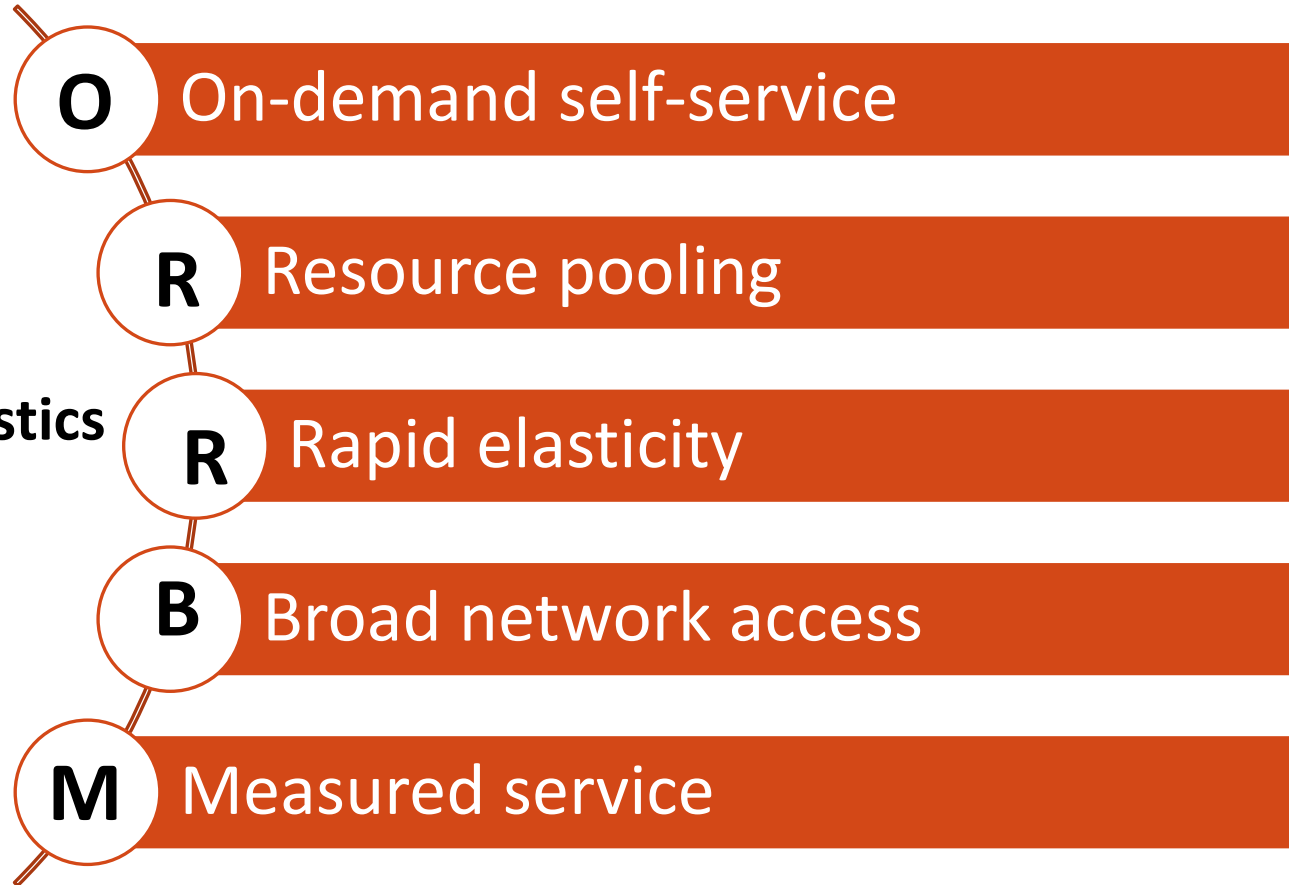 O On-demand self-service
R Resource pooling
stics
R Rapid elasticity
B Broad network access
M Measured service